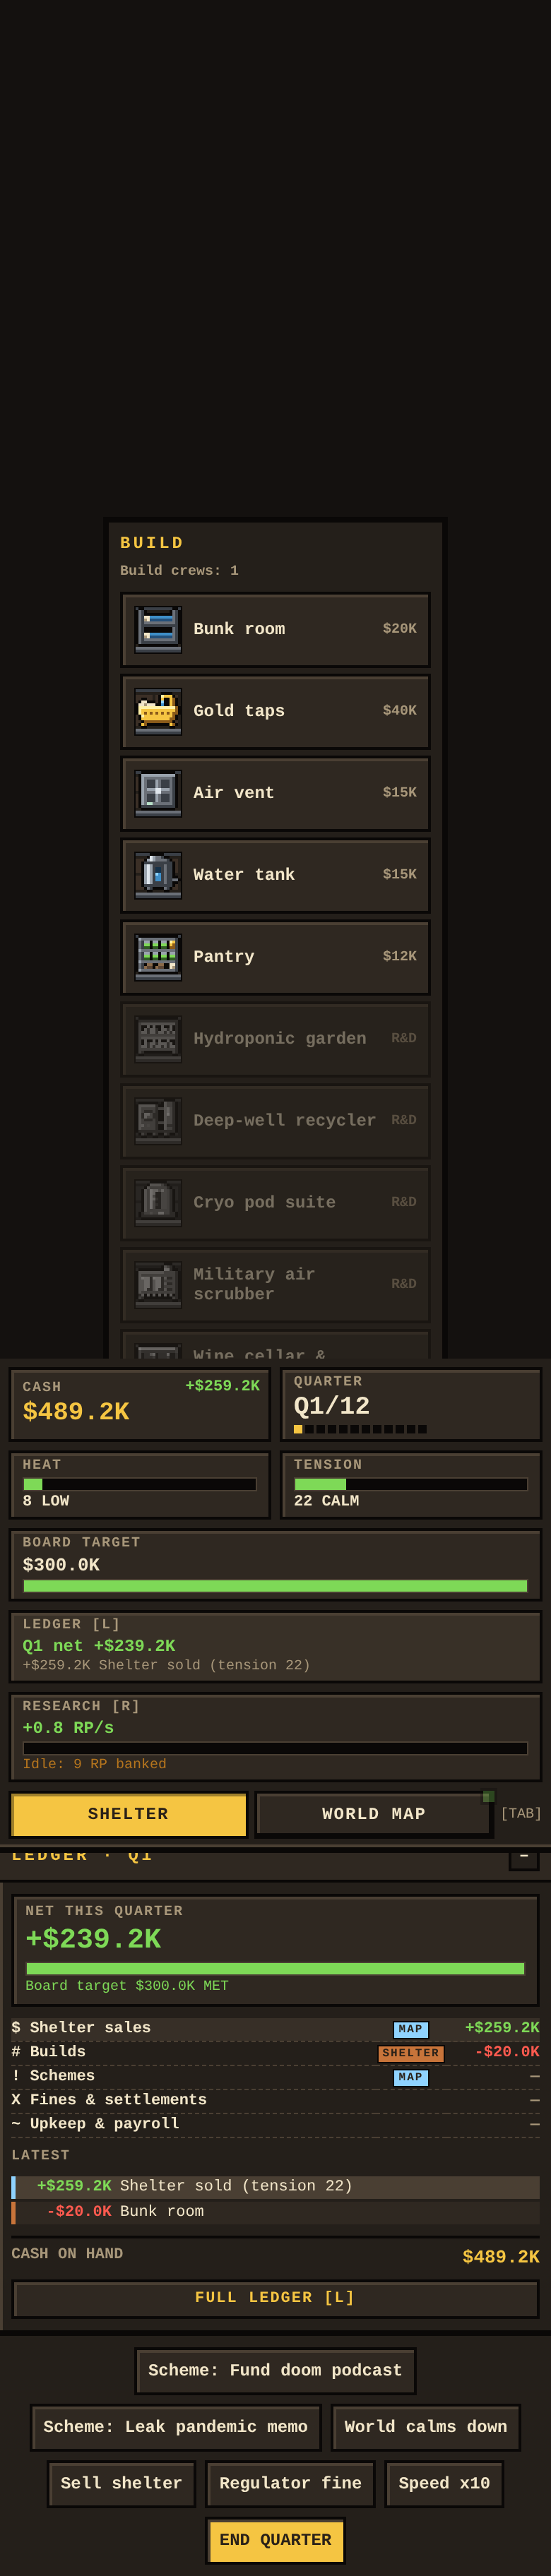 BUILD
Build crews: 1
Bunk room $20K
Gold taps $40K
Air vent $15K
Water tank $15K
Pantry $12K
Hydroponic garden R&D
Deep-well recycler R&D
Cryo pod suite R&D
Military air
scrubber R&D
Wine cellar &
CASH +$259.2K
$489.2K
QUARTER
Q1/12
HEAT
8 LOW
TENSION
22 CALM
BOARD TARGET
$300.0K
LEDGER [L]
Q1 net +$239.2K
+$259.2K Shelter sold (tension 22)
RESEARCH [R]
+0.8 RP/s
Idle: 9 RP banked
SHELTER WORLD MAP [TAB]
LEDGER · Q1 –
NET THIS QUARTER
+$239.2K
Board target $300.0K MET
$ Shelter sales MAP +$259.2K
# Builds SHELTER -$20.0K
! Schemes MAP —
X Fines & settlements —
~ Upkeep & payroll —
LATEST
+$259.2K Shelter sold (tension 22)
-$20.0K Bunk room
CASH ON HAND $489.2K
FULL LEDGER [L]
Scheme: Fund doom podcast
Scheme: Leak pandemic memo World calms down
Sell shelter Regulator fine Speed x10
END QUARTER